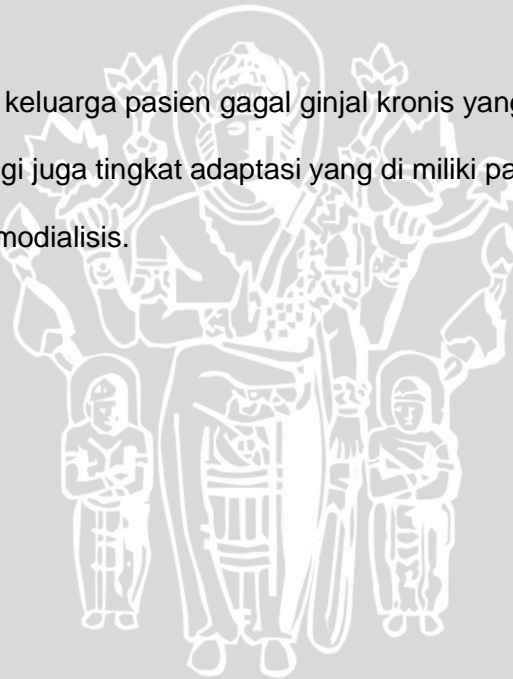 keluarga pasien gagal ginjal kronis yang
gi juga tingkat adaptasi yang di miliki pa
modialisis.